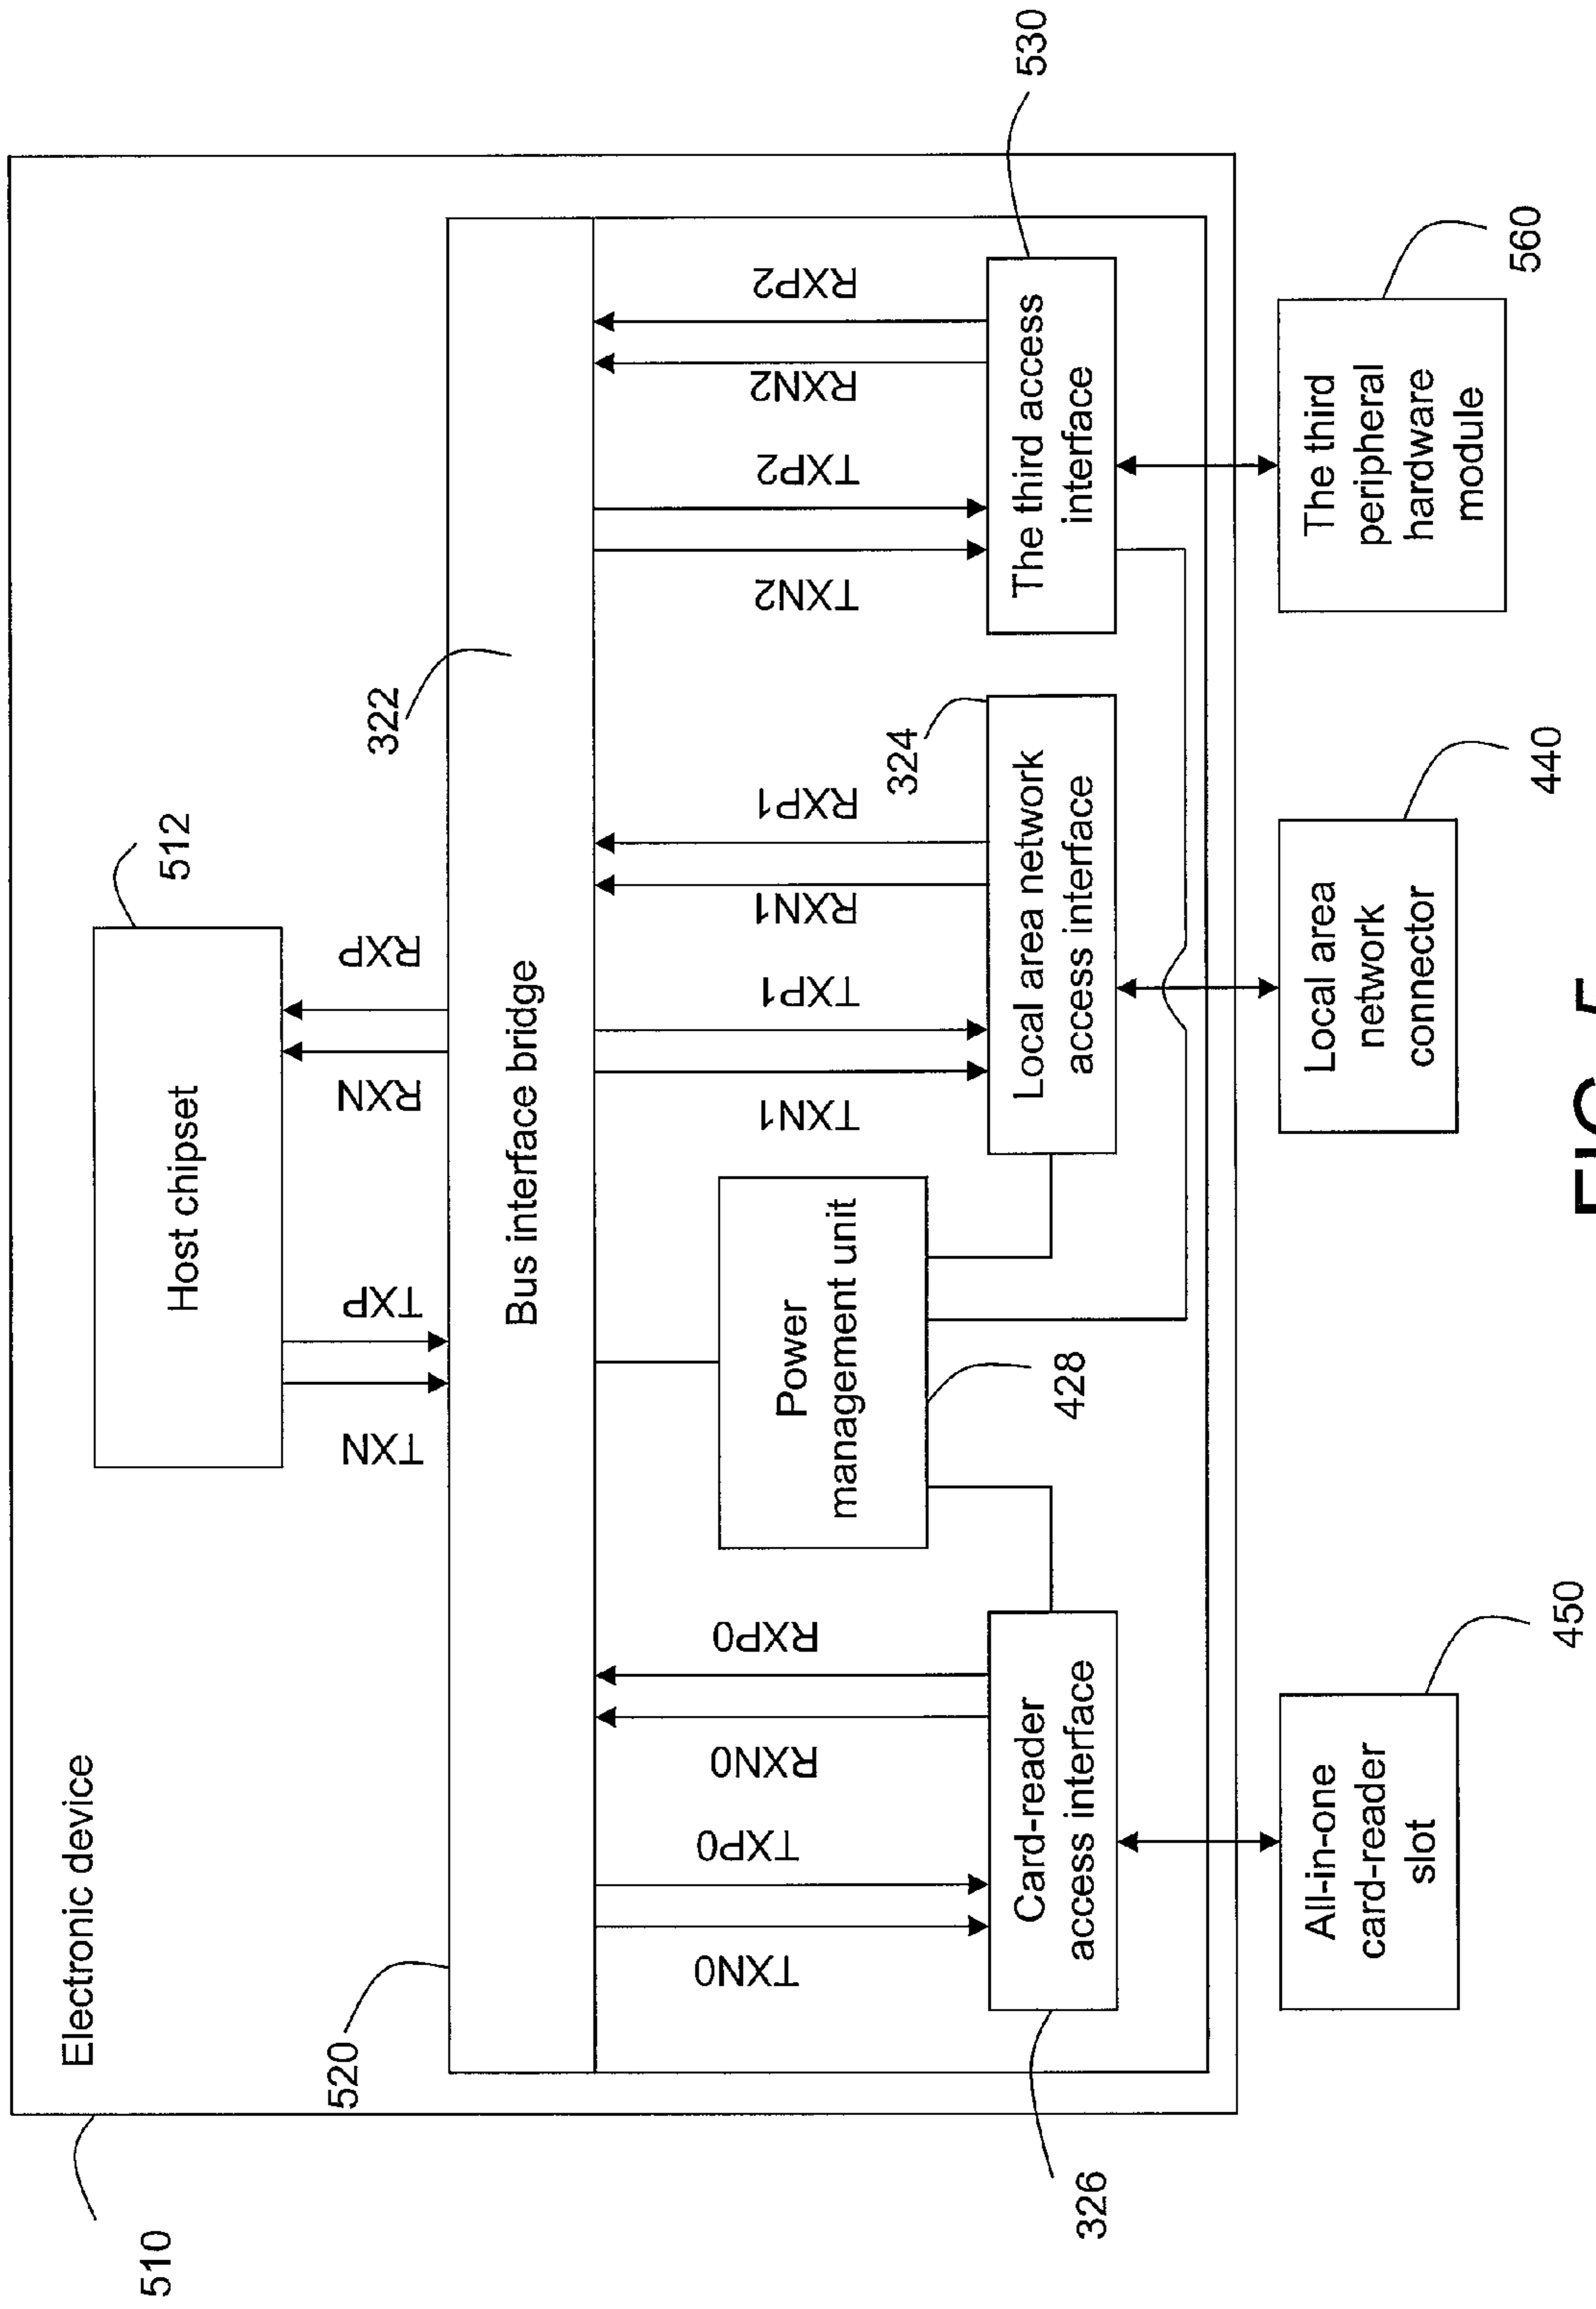 Electronic device
510
Host chipset
512
TXN
TXP
RXN
RXP
520
322
Bus interface bridge
TXN0
TXP0
RXN0
RXP0
Power
management unit
428
TXN1
TXP1
RXN1
RXP1
324
TXN2
TXP2
RXN2
RXP2
530
Card-reader
access interface
326
Local area network
access interface
The third access
interface
All-in-one
card-reader
slot
450
Local area
network
connector
440
The third
peripheral
hardware
module
560
FIG. 5